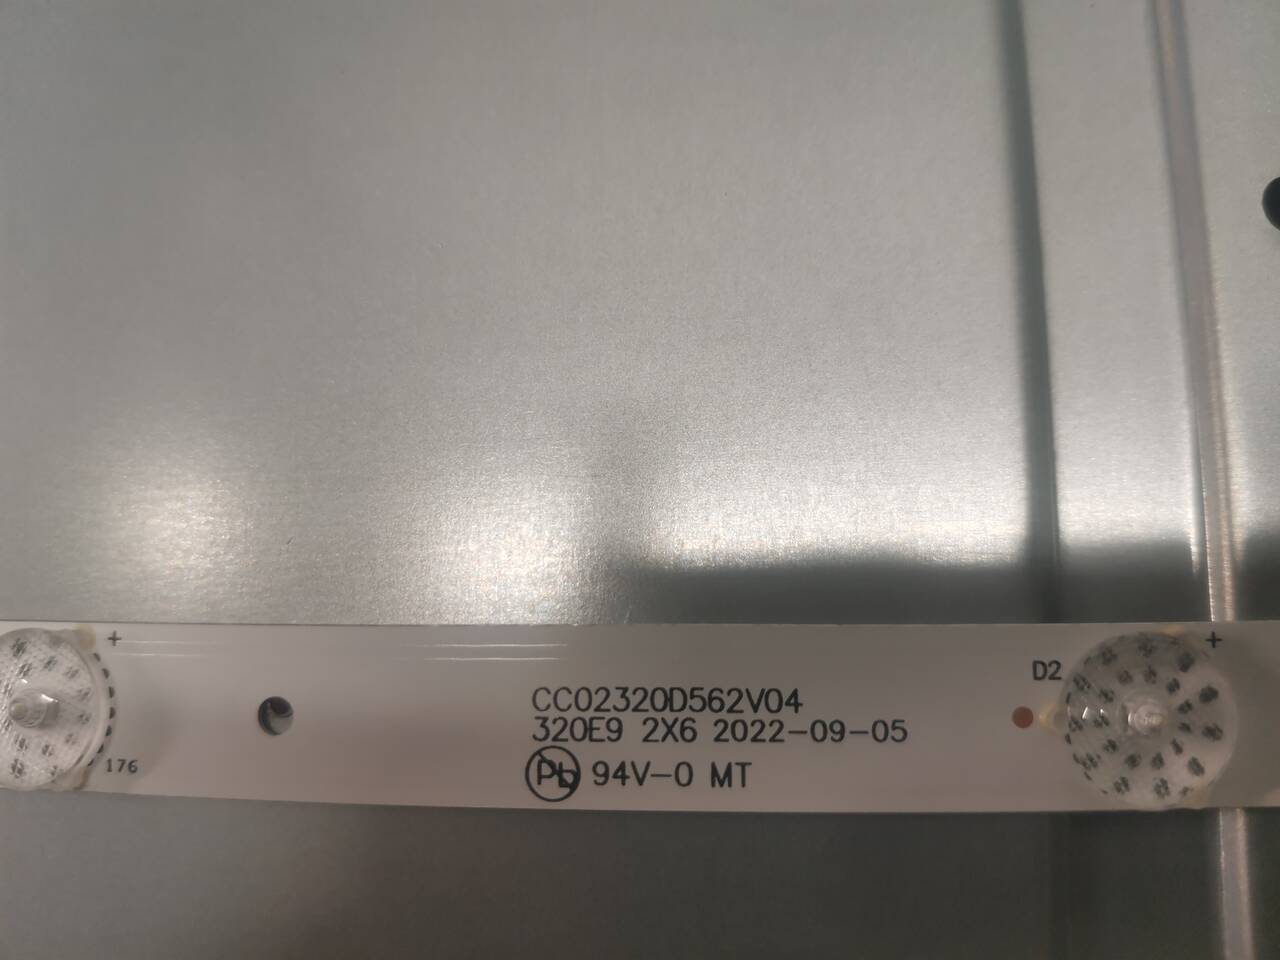 +
176
CC02320D562V04
320E9 2X6 2022-09-05
Pb 94V-0 MT
D2
+